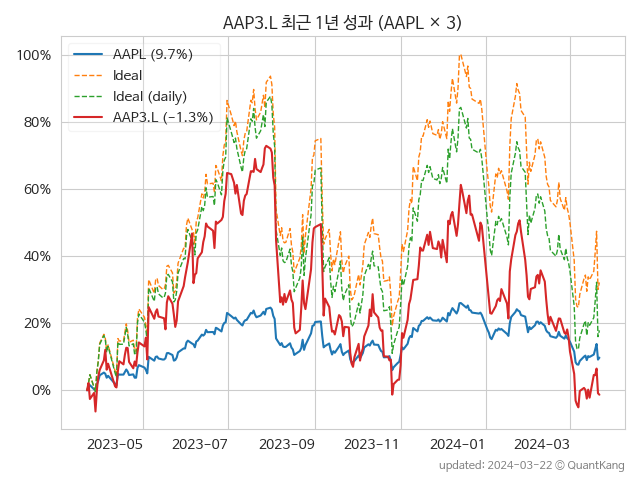 AAP3.L 최근 1년 성과 (AAPL × 3)
100%
80%
60%
40%
20%
0%
AAPL (9.7%)
Ideal
Ideal (daily)
AAP3.L (−1.3%)
2023−05
2023−07
2023−09
2023−11
2024−01
2024−03
updated: 2024-03-22 © QuantKang